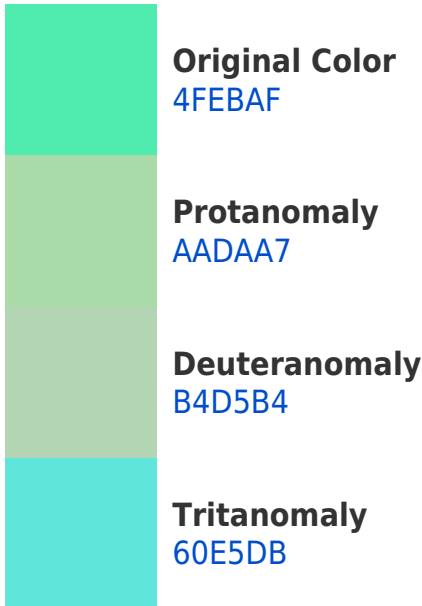 Original Color
4FEBAF
Protanomaly
AADAA7
Deuteranomaly
B4D5B4
Tritanomaly
60E5DB